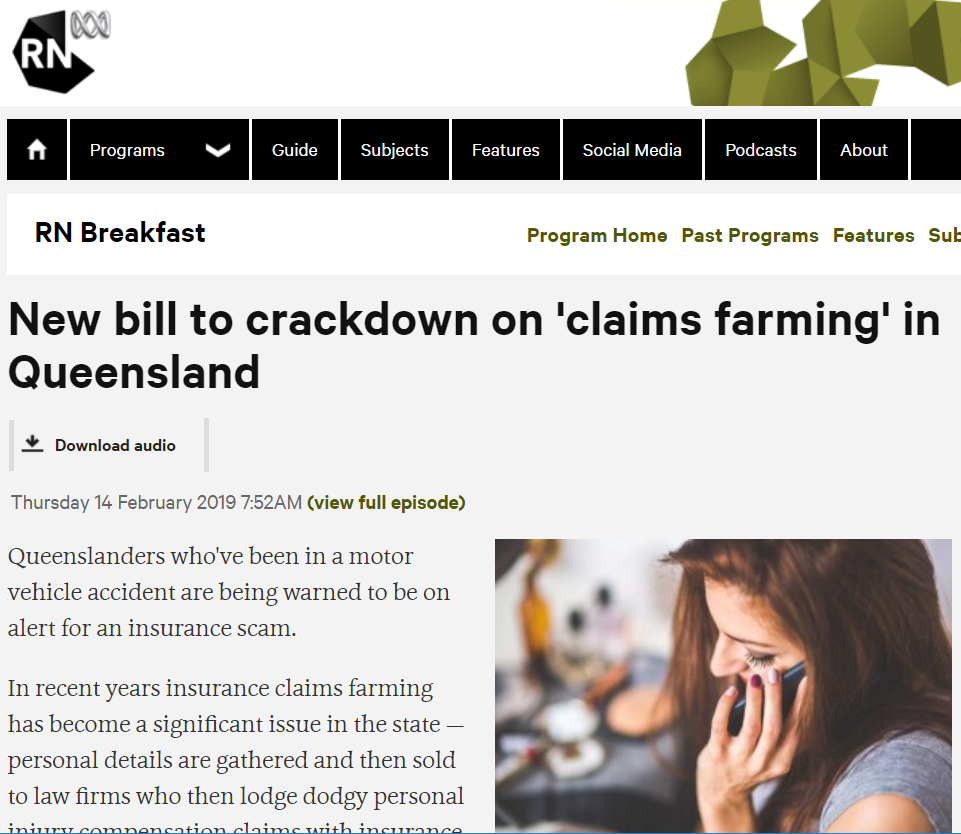 RN
Programs
Guide
Subjects
Features
Social Media
Podcasts
About
RN Breakfast
Program Home
Past Programs
Features
Sub
New bill to crackdown on 'claims farming' in
Queensland
Download audio
Thursday 14 February 2019 7:52AM (view full episode)
Queenslanders who've been in a motor
vehicle accident are being warned to be on
alert for an insurance scam.
In recent years insurance claims farming
has become a significant issue in the state —
personal details are gathered and then sold
to law firms who then lodge dodgy personal
injury compensation claims with insurance